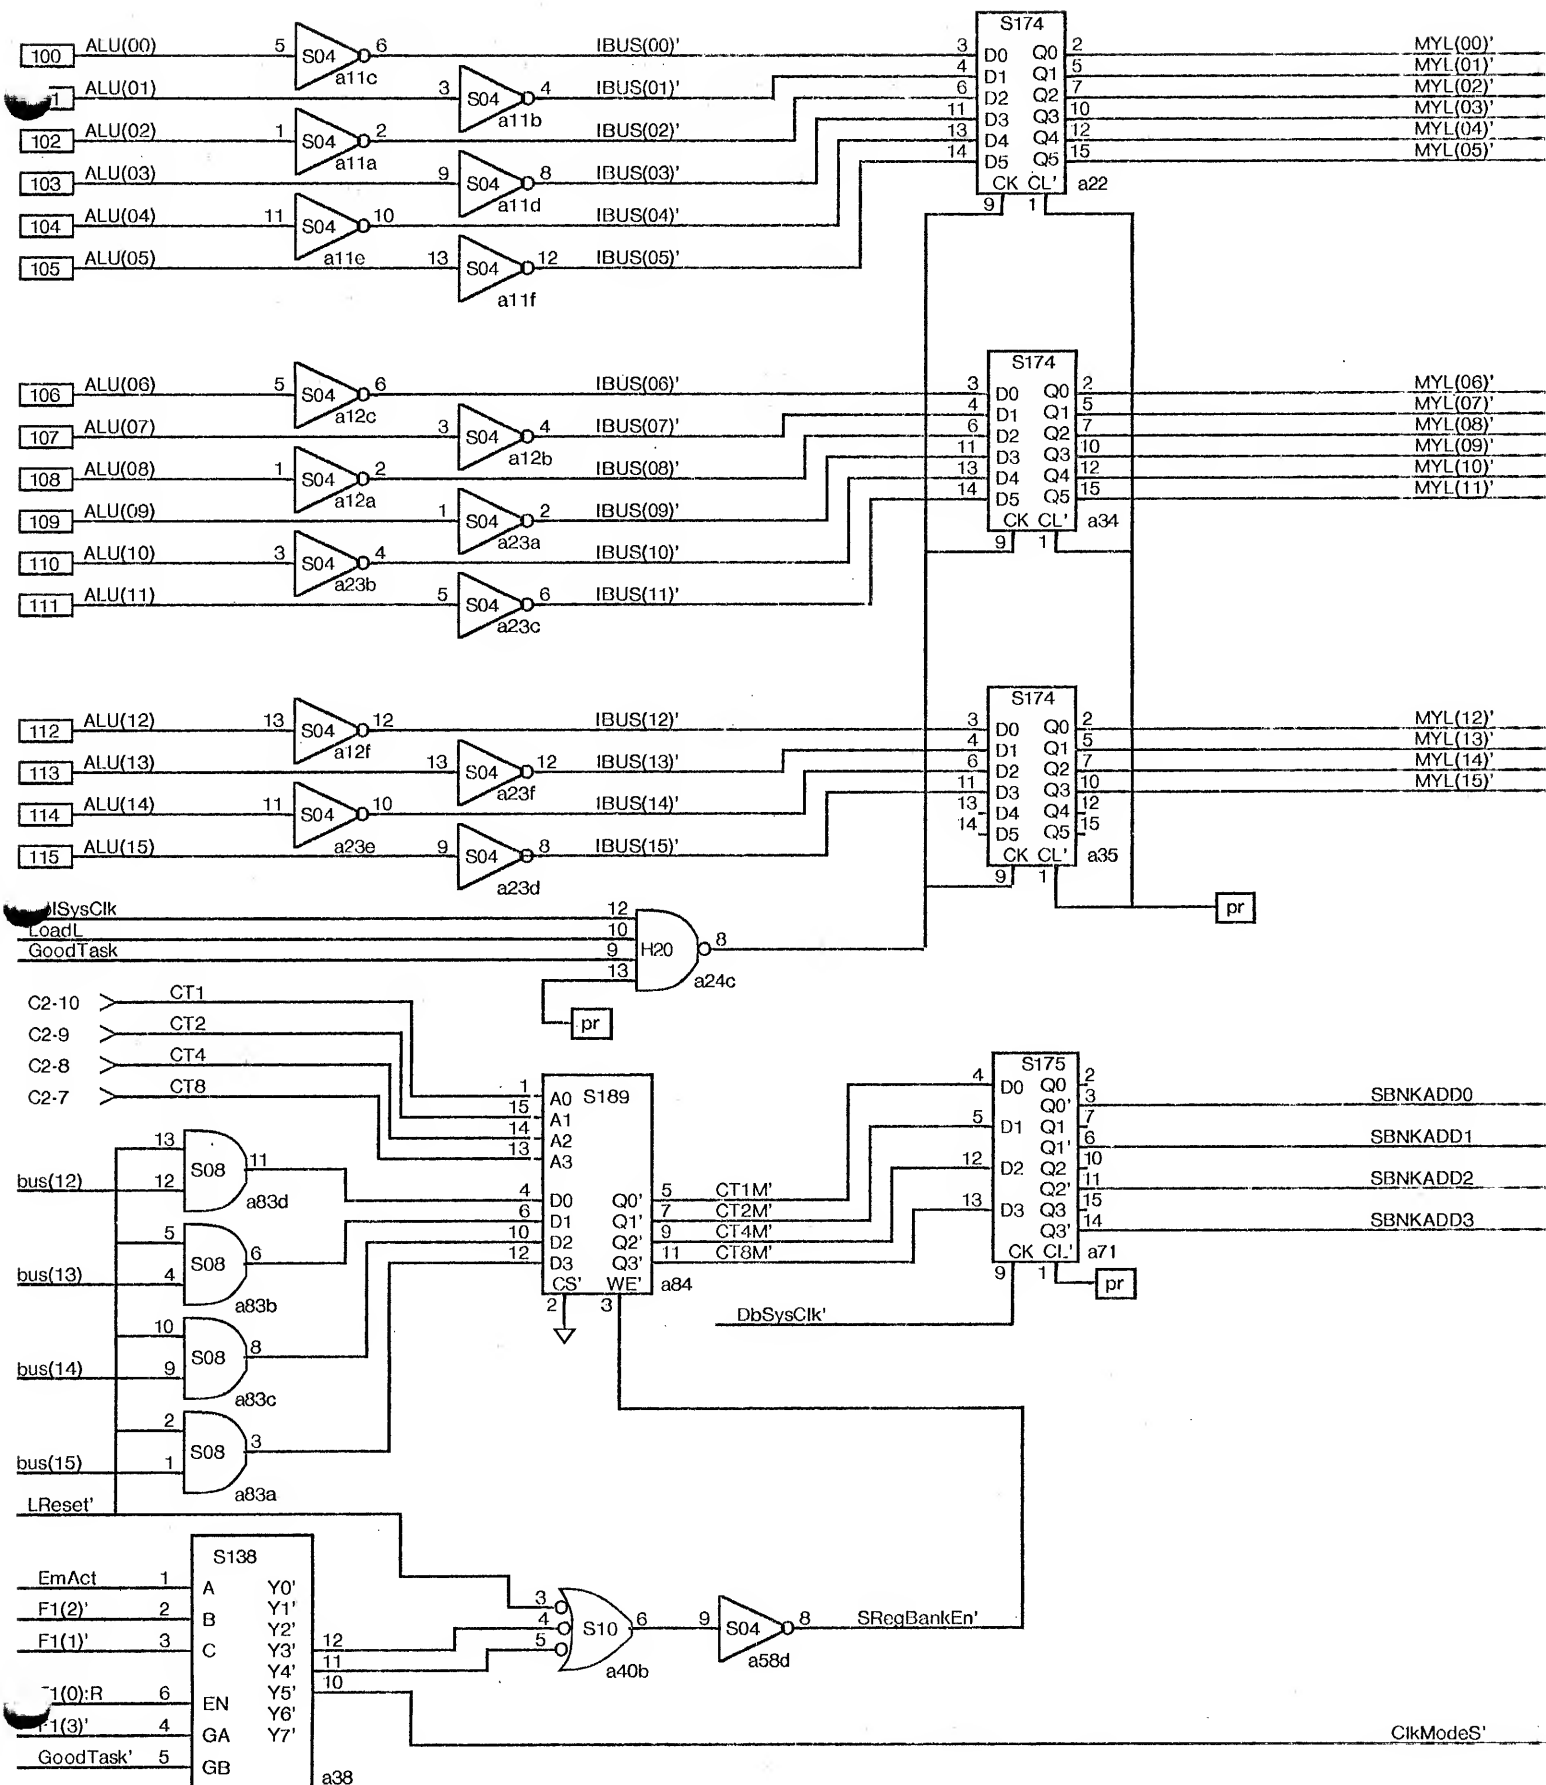 S174
100 ALU(00) 5 S04 6 IBUS(00)' 3 D0 Q0 2 MYL(00)'
a11c
ALU(01) 3 S04 4 IBUS(01)' 4 D1 Q1 5 MYL(01)'
a11b
102 ALU(02) 1 S04 2 IBUS(02)' 6 D2 Q2 7 MYL(02)'
a11a
103 ALU(03) 9 S04 8 IBUS(03)' 11 D3 Q3 10 MYL(03)'
a11d
104 ALU(04) 11 S04 10 IBUS(04)' 13 D4 Q4 12 MYL(04)'
a11e
105 ALU(05) 13 S04 12 IBUS(05)' 14 D5 Q5 15 MYL(05)'
a11f
CK CL' a22
9 1
S174
106 ALU(06) 5 S04 6 IBUS(06)' 3 D0 Q0 2 MYL(06)'
a12c
107 ALU(07) 3 S04 4 IBUS(07)' 4 D1 Q1 5 MYL(07)'
a12b
108 ALU(08) 1 S04 2 IBUS(08)' 6 D2 Q2 7 MYL(08)'
a12a
109 ALU(09) 1 S04 2 IBUS(09)' 11 D3 Q3 10 MYL(09)'
a23a
110 ALU(10) 3 S04 4 IBUS(10)' 13 D4 Q4 12 MYL(10)'
a23b
111 ALU(11) 5 S04 6 IBUS(11)' 14 D5 Q5 15 MYL(11)'
a23c
CK CL' a34
9 1
S174
112 ALU(12) 13 S04 12 IBUS(12)' 3 D0 Q0 2 MYL(12)'
a12f
113 ALU(13) 13 S04 12 IBUS(13)' 4 D1 Q1 5 MYL(13)'
a23f
114 ALU(14) 11 S04 10 IBUS(14)' 6 D2 Q2 7 MYL(14)'
a23e
115 ALU(15) 9 S04 8 IBUS(15)' 11 D3 Q3 10 MYL(15)'
a23d
13 D4 Q4 12
14 D5 Q5 15
CK CL' a35
9 1
pr
12
LoadL 10
GoodTask 9 H20 8
13 a24c
pr
C2-10 CT1
C2-9 CT2
C2-8 CT4
C2-7 CT8
S189
1 A0
15 A1
14 A2
13 A3
4 D0 Q0' 5 CT1M'
6 D1 Q1' 7 CT2M'
10 D2 Q2' 9 CT4M'
12 D3 Q3' 11 CT8M'
CS' WE' a84
2 3
S175
4 D0 Q0 2
Q0' 3 SBNKADD0
5 D1 Q1 7
Q1' 6 SBNKADD1
12 D2 Q2 10
Q2' 11 SBNKADD2
13 D3 Q3 15
Q3' 14 SBNKADD3
CK CL' a71
9 1 pr
DbSysClk'
13
bus(12) 12 S08 11
a83d
5
bus(13) 4 S08 6
a83b
10
bus(14) 9 S08 8
a83c
2
bus(15) 1 S08 3
a83a
LReset'
S138
EmAct 1 A Y0'
F1(2)' 2 B Y1'
Y2'
F1(1)' 3 C Y3' 12
Y4' 11
Y5' 10
6 EN Y6'
4 GA Y7'
GoodTask' 5 GB
a38
3
4 S10 6 9 S04 8 SRegBankEn'
5
a40b a58d
ClkModeS'